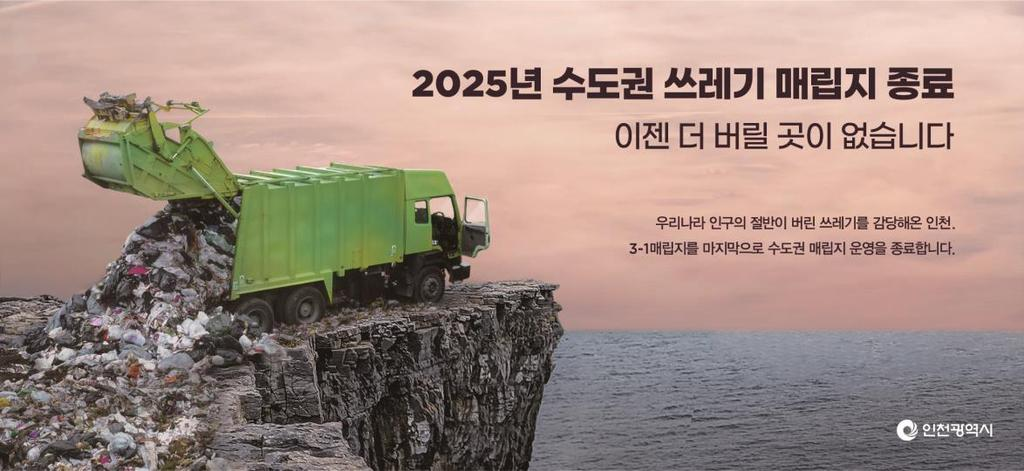 2025년 수도권 쓰레기 매립지 종료
이젠 더 버릴 곳이 없습니다
우리나라 인구의 절반이 버린 쓰레기를 감당해온 인천.
3-1매립지를 마지막으로 수도권 매립지 운영을 종료합니다.
인천광역시